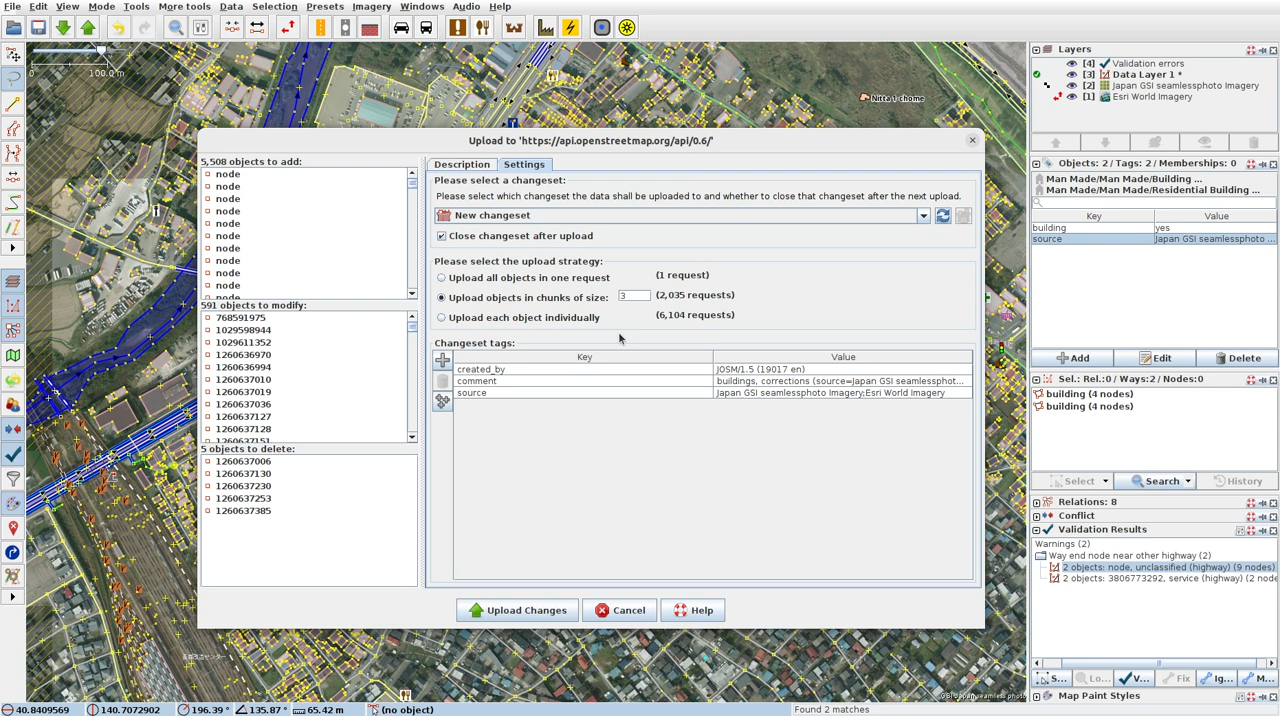 File Edit View Mode Tools More tools Data Selection Presets Imagery Windows Audio Help
0 100.0 m
Nitta 1 chome
Upload to 'https://api.openstreetmap.org/api/0.6/'
5,508 objects to add:
node
node
node
node
node
node
node
node
node
node
node
591 objects to modify:
768591975
1029598944
1029611352
1260636970
1260636994
1260637010
1260637019
1260637036
1260637127
1260637128
1260637151
5 objects to delete:
1260637006
1260637130
1260637230
1260637253
1260637385
Description Settings
Please select a changeset:
Please select which changeset the data shall be uploaded to and whether to close that changeset after the next upload.
New changeset
Close changeset after upload
Please select the upload strategy:
Upload all objects in one request (1 request)
Upload objects in chunks of size: 3 (2,035 requests)
Upload each object individually (6,104 requests)
Changeset tags:
Key Value
created_by JOSM/1.5 (19017 en)
comment buildings, corrections (source=Japan GSI seamlessphot...
source Japan GSI seamlessphoto Imagery;Esri World Imagery
Upload Changes Cancel Help
Layers
[4] Validation errors
[3] Data Layer 1 *
[2] Japan GSI seamlessphoto Imagery
[1] Esri World Imagery
Objects: 2 / Tags: 2 / Memberships: 0
Man Made/Man Made/Building ...
Man Made/Man Made/Residential Building ...
Key Value
building yes
source Japan GSI seamlessphoto ...
Add Edit Delete
Sel.: Rel.:0 / Ways:2 / Nodes:0
building (4 nodes)
building (4 nodes)
Select Search History
Relations: 8
Conflict
Validation Results
Warnings (2)
Way end node near other highway (2)
2 objects: node, unclassified (highway) (9 nodes)
2 objects: 3806773292, service (highway) (2 node
S... Lo... V... Fix Ig... M...
Map Paint Styles
GSI Japan seamless photo
40.8409569 140.7072902 196.39 ° 135.87° 65.42 m (no object) Found 2 matches